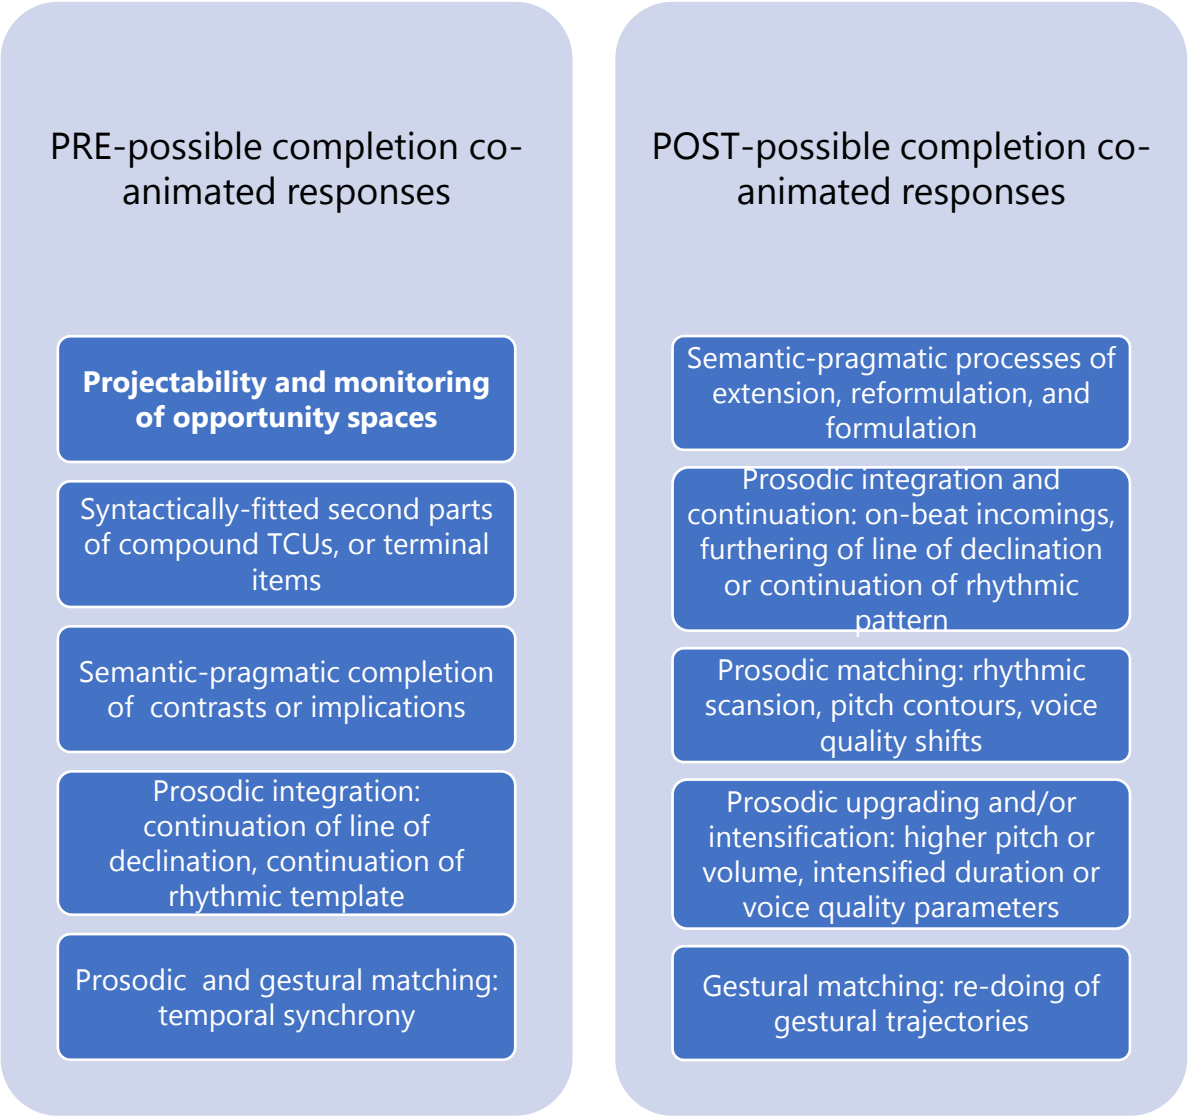 PRE-possible completion co-
animated responses
Projectability and monitoring
of opportunity spaces
Syntactically-fitted second parts
of compound TCUs, or terminal
items
Semantic-pragmatic completion
of  contrasts or implications
Prosodic integration:
continuation of line of
declination, continuation of
rhythmic template
Prosodic  and gestural matching:
temporal synchrony
POST-possible completion co-
animated responses
Semantic-pragmatic processes of
extension, reformulation, and
formulation
Prosodic integration and
continuation: on-beat incomings,
furthering of line of declination
or continuation of rhythmic
pattern
Prosodic matching: rhythmic
scansion, pitch contours, voice
quality shifts
Prosodic upgrading and/or
intensification: higher pitch or
volume, intensified duration or
voice quality parameters
Gestural matching: re-doing of
gestural trajectories